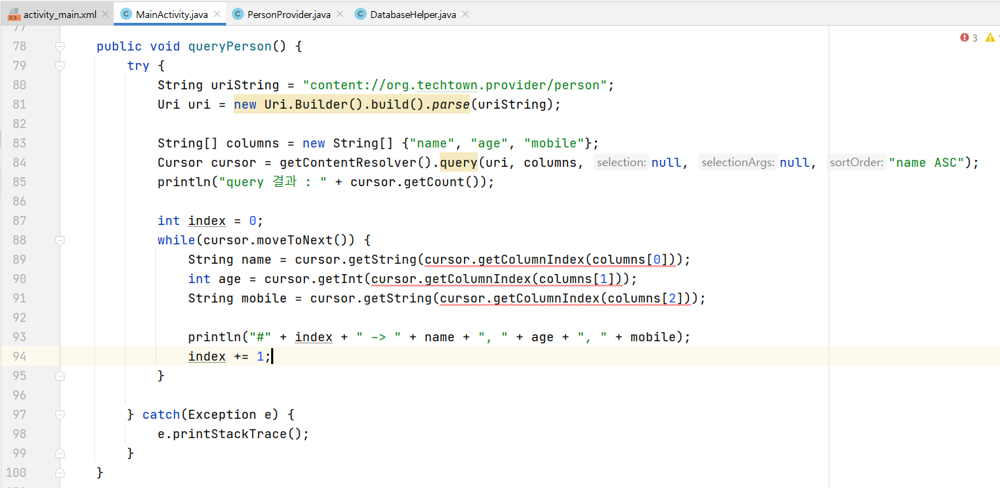 activity_main.xml MainActivity.java PersonProvider.java DatabaseHelper.java
77
3
78 public void queryPerson() {
79 try {
80 String uriString = "content://org.techtown.provider/person";
81 Uri uri = new Uri.Builder().build().parse(uriString);
82
83 String[] columns = new String[] {"name", "age", "mobile"};
84 Cursor cursor = getContentResolver().query(uri, columns, selection: null, selectionArgs: null, sortOrder: "name ASC");
85 println("query 결과 : " + cursor.getCount());
86
87 int index = 0;
88 while(cursor.moveToNext()) {
89 String name = cursor.getString(cursor.getColumnIndex(columns[0]));
90 int age = cursor.getInt(cursor.getColumnIndex(columns[1]));
91 String mobile = cursor.getString(cursor.getColumnIndex(columns[2]));
92
93 println("#" + index + " -> " + name + ", " + age + ", " + mobile);
94 index += 1;
95 }
96
97 } catch(Exception e) {
98 e.printStackTrace();
99 }
100 }